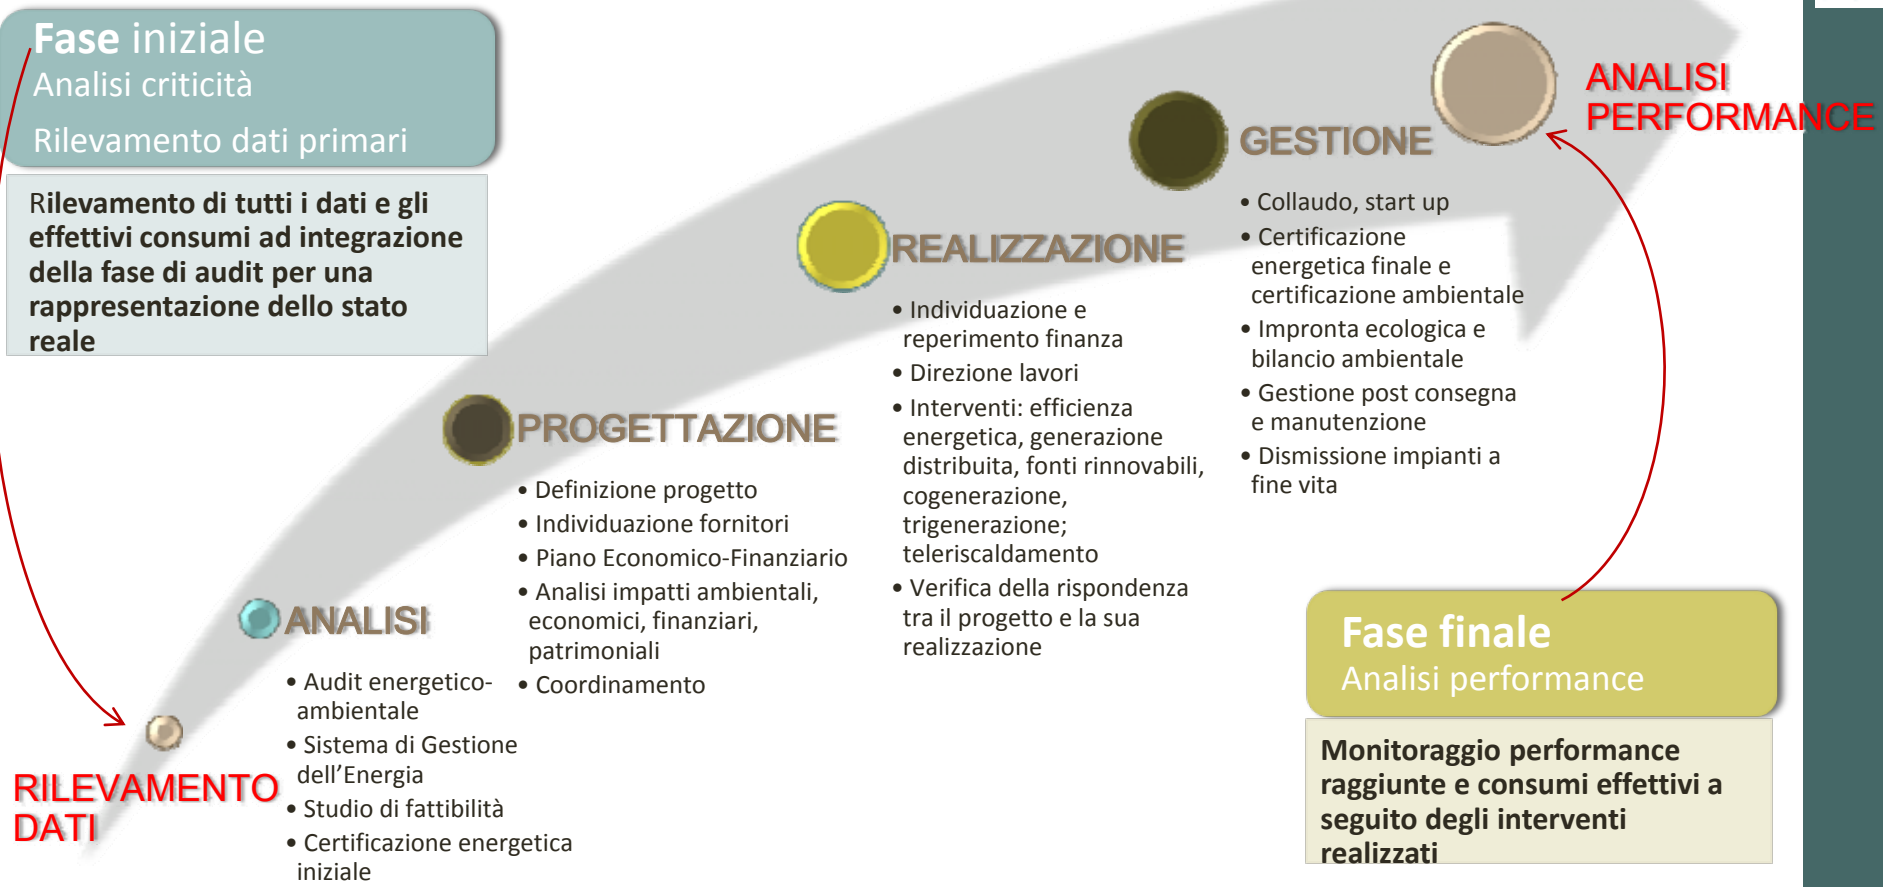 Fase iniziale
Analisi criticità
Rilevamento dati primari
Rilevamento di tutti i dati e gli
effettivi consumi ad integrazione
della fase di audit per una
rappresentazione dello stato
reale
RILEVAMENTO
DATI
ANALISI
• Audit energetico-
ambientale
• Sistema di Gestione
dell’Energia
• Studio di fattibilità
• Certificazione energetica
iniziale
PROGETTAZIONE
• Definizione progetto
• Individuazione fornitori
• Piano Economico-Finanziario
• Analisi impatti ambientali,
economici, finanziari,
patrimoniali
• Coordinamento
REALIZZAZIONE
• Individuazione e
reperimento finanza
• Direzione lavori
• Interventi: efficienza
energetica, generazione
distribuita, fonti rinnovabili,
cogenerazione,
trigenerazione;
teleriscaldamento
• Verifica della rispondenza
tra il progetto e la sua
realizzazione
GESTIONE
• Collaudo, start up
• Certificazione
energetica finale e
certificazione ambientale
• Impronta ecologica e
bilancio ambientale
• Gestione post consegna
e manutenzione
• Dismissione impianti a
fine vita
ANALISI
PERFORMANCE
Fase finale
Analisi performance
Monitoraggio performance
raggiunte e consumi effettivi a
seguito degli interventi
realizzati